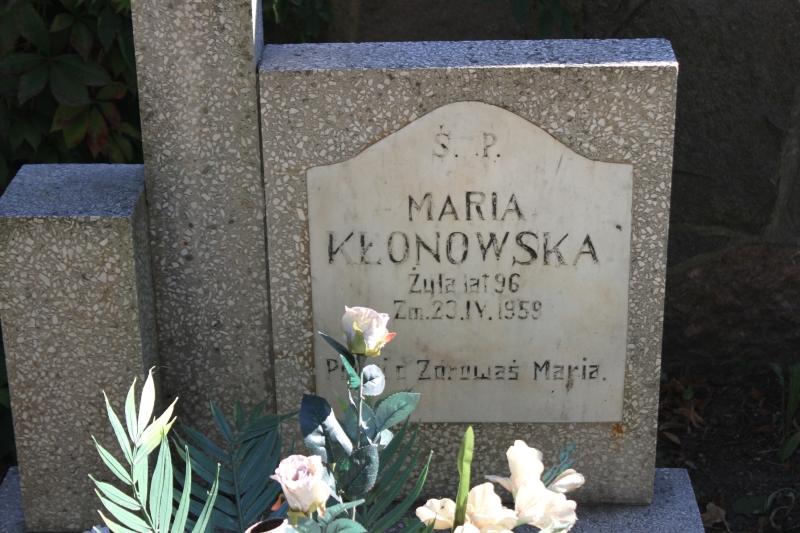 Ś. P.
MARIA
KŁONOWSKA
Żyła lat 96
Zm. 23.IV.1959
Zdrowaś Maria.